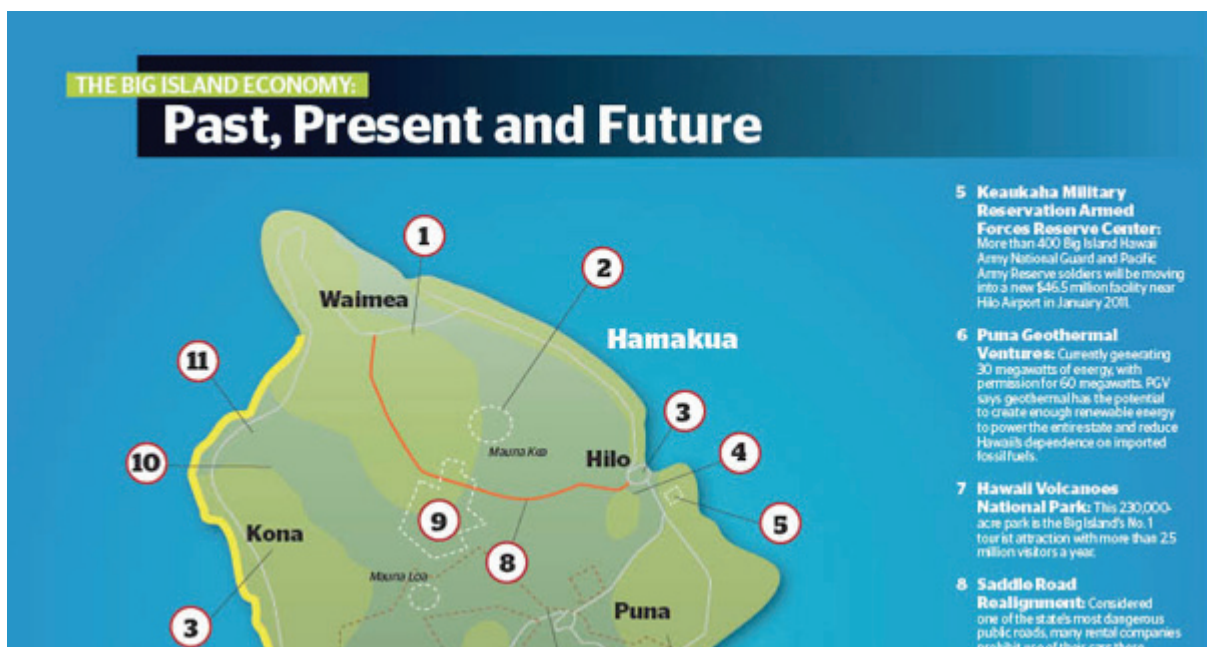 THE BIG ISLAND ECONOMY:
Past, Present and Future
1
2
Waimea
Hamakua
11
3
Mauna Kea
Hilo
4
10
9
5
Kona
8
Mauna Loa
Puna
3
5 Keaukaha Military
Reservation Armed
Forces Reserve Center:
More than 400 Big Island Hawaii
Army National Guard and Pacific
Army Reserve solders will be moving
into a new $46.5 million facility near
Hilo Airport in January 2011.
6 Puna Geothermal
Ventures: Currently generating
30 megawatts of energy, with
permission for 60 megawatts. PGV
says geothermal has the potential
to create enough renewable energy
to power the entire state and reduce
Hawaii's dependence on imported
fossil fuels.
7 Hawaii Volcanoes
National Park: This 230,000-
acre park is the Big Island's No. 1
tourist attraction with more than 2.5
million visitors a year.
8 Saddle Road
Realignment: Considered
one of the state's most dangerous
public roads, many rental companies
prohibit use of their cars there.